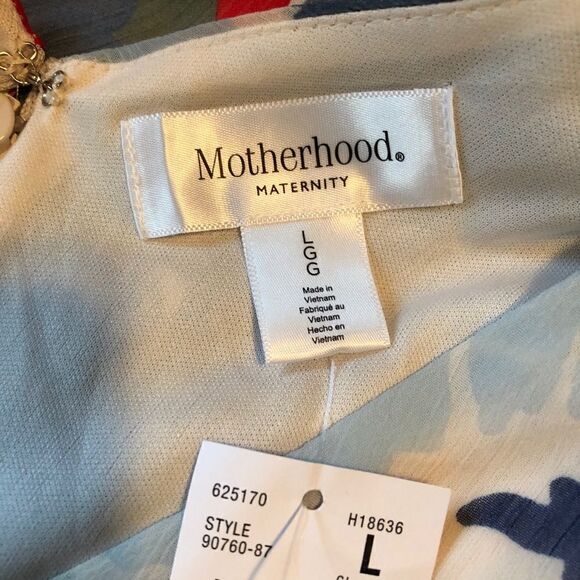 Motherhood®
MATERNITY
L
G
G
Made in
Vietnam
Fabriqué au
Vietnam
Hecho en
Vietnam
625170
H18636
STYLE
90760-87
L